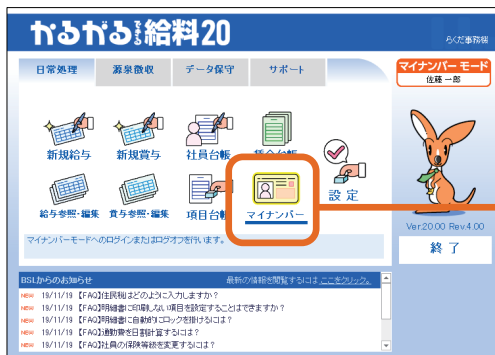 かるがるできる給料20
らくだ事務機
日常処理 源泉徴収 データ保守 サポート
マイナンバー モード
佐藤 一郎
新規給与 新規賞与 社員台帳 賃金台帳
設定
給与参照・編集 賞与参照・編集 項目台帳 マイナンバー
Ver.20.00 Rev.4.00
終了
マイナンバーモードへのログインまたはログオフを行います。
BSLからのお知らせ 最新の情報を閲覧するには ここをクリック。
NEW 19/11/19 【FAQ】住民税はどのように入力しますか？
NEW 19/11/19 【FAQ】明細書に印刷しない項目を設定することはできますか？
NEW 19/11/19 【FAQ】明細書に自動的にロックを掛けるには？
NEW 19/11/19 【FAQ】通勤費を日割計算するには？
NEW 19/11/19 【FAQ】社員の保険等級を変更するには？